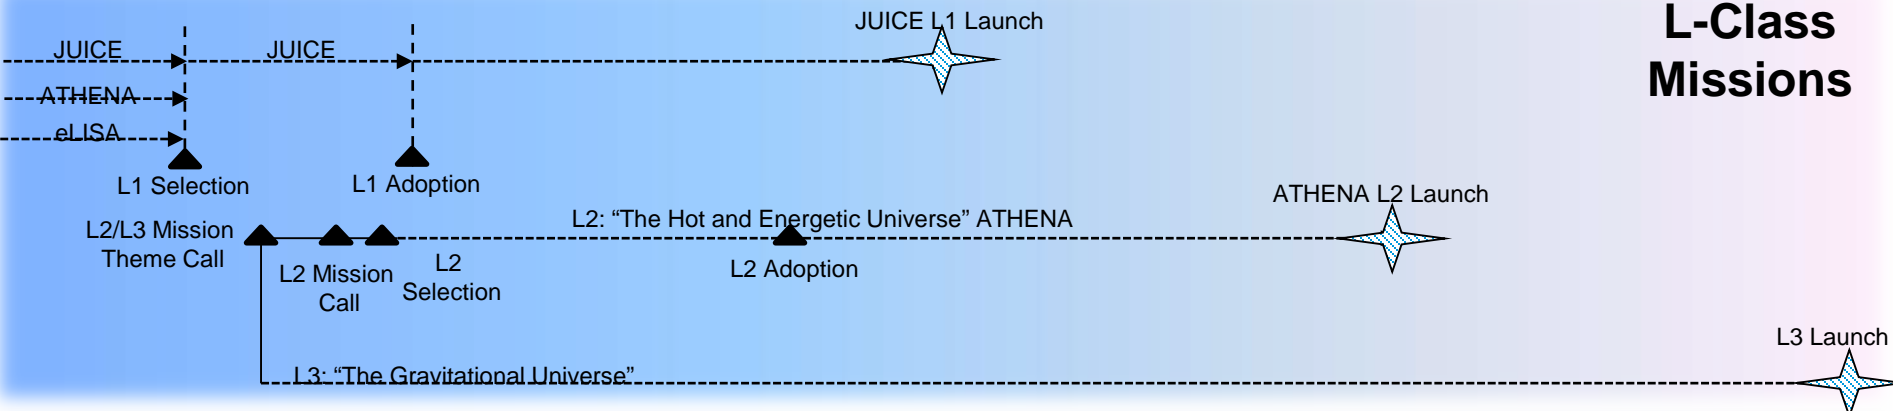 JUICE L1 Launch
L-Class
Missions
JUICE
JUICE
ATHENA
eLISA
L1 Selection
L1 Adoption
ATHENA L2 Launch
L2/L3 Mission
Theme Call
L2: “The Hot and Energetic Universe” ATHENA
L2 Mission
Call
L2
Selection
L2 Adoption
L3 Launch
L3: “The Gravitational Universe”